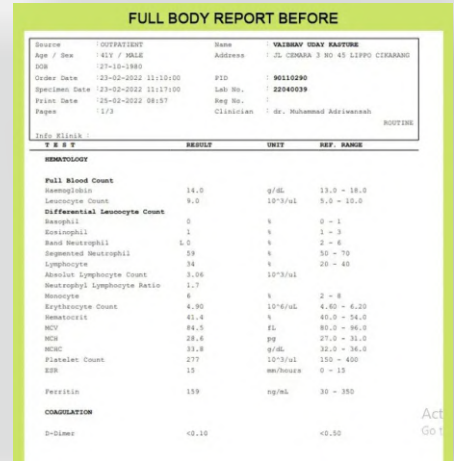 FULL BODY REPORT BEFORE
Source : OUTPATIENT Name : VAIBHAV UDAY KASTURE
Age / Sex : 41Y / MALE Address : JL CEMARA 3 NO 45 LIPPO CIKARANG
DOB : 27-10-1980
Order Date : 23-02-2022 11:10:00 PID : 90110290
Specimen Date : 23-02-2022 11:17:00 Lab No. : 22040039
Print Date : 25-02-2022 08:57 Reg No. :
Pages : 1/3 Clinician : dr. Muhammad Adriwansah
ROUTINE
Info Klinik :
T E S T RESULT UNIT REF. RANGE
HEMATOLOGY
Full Blood Count
Haemoglobin 14.0 g/dL 13.0 - 18.0
Leucocyte Count 9.0 10^3/uL 5.0 - 10.0
Differential Leucocyte Count
Basophil 0 % 0 - 1
Eosinophil 1 % 1 - 3
Band Neutrophil L 0 % 2 - 6
Segmented Neutrophil 59 % 50 - 70
Lymphocyte 34 % 20 - 40
Absolut Lymphocyte Count 3.06 10^3/uL
Neutrophyl Lymphocyte Ratio 1.7
Monocyte 6 % 2 - 8
Erythrocyte Count 4.90 10^6/uL 4.60 - 6.20
Hematocrit 41.4 % 40.0 - 54.0
MCV 84.5 fL 80.0 - 96.0
MCH 28.6 pg 27.0 - 31.0
MCHC 33.8 g/dL 32.0 - 36.0
Platelet Count 277 10^3/uL 150 - 400
ESR 15 mm/hours 0 - 15
Ferritin 159 ng/mL 30 - 350
COAGULATION
D-Dimer <0.10 <0.50
Act
Go t